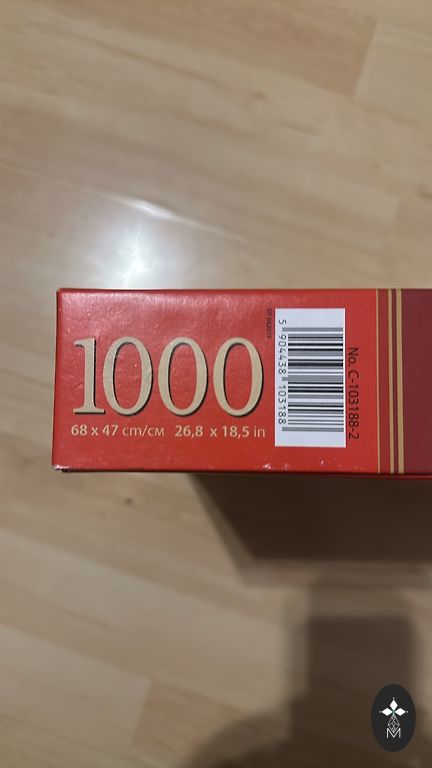 1000
68 x 47 cm/см 26,8 x 18,5 in
5 904438 103188
No. C-103188-2
M